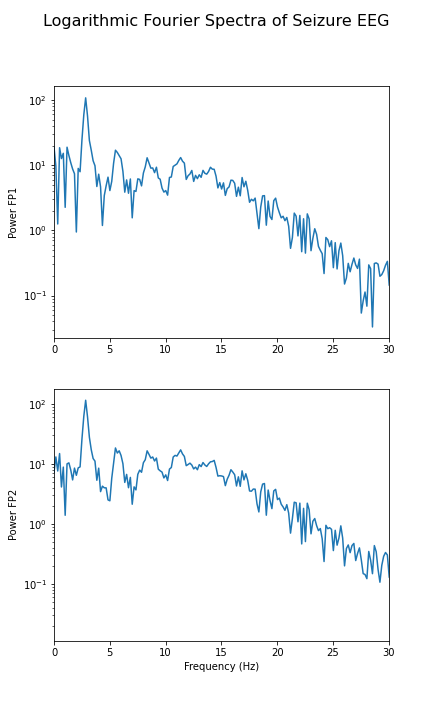 Logarithmic Fourier Spectra of Seizure EEG
10²
10¹
10⁰
10⁻¹
Power FP1
0 5 10 15 20 25 30
10²
10¹
10⁰
10⁻¹
Power FP2
0 5 10 15 20 25 30
Frequency (Hz)